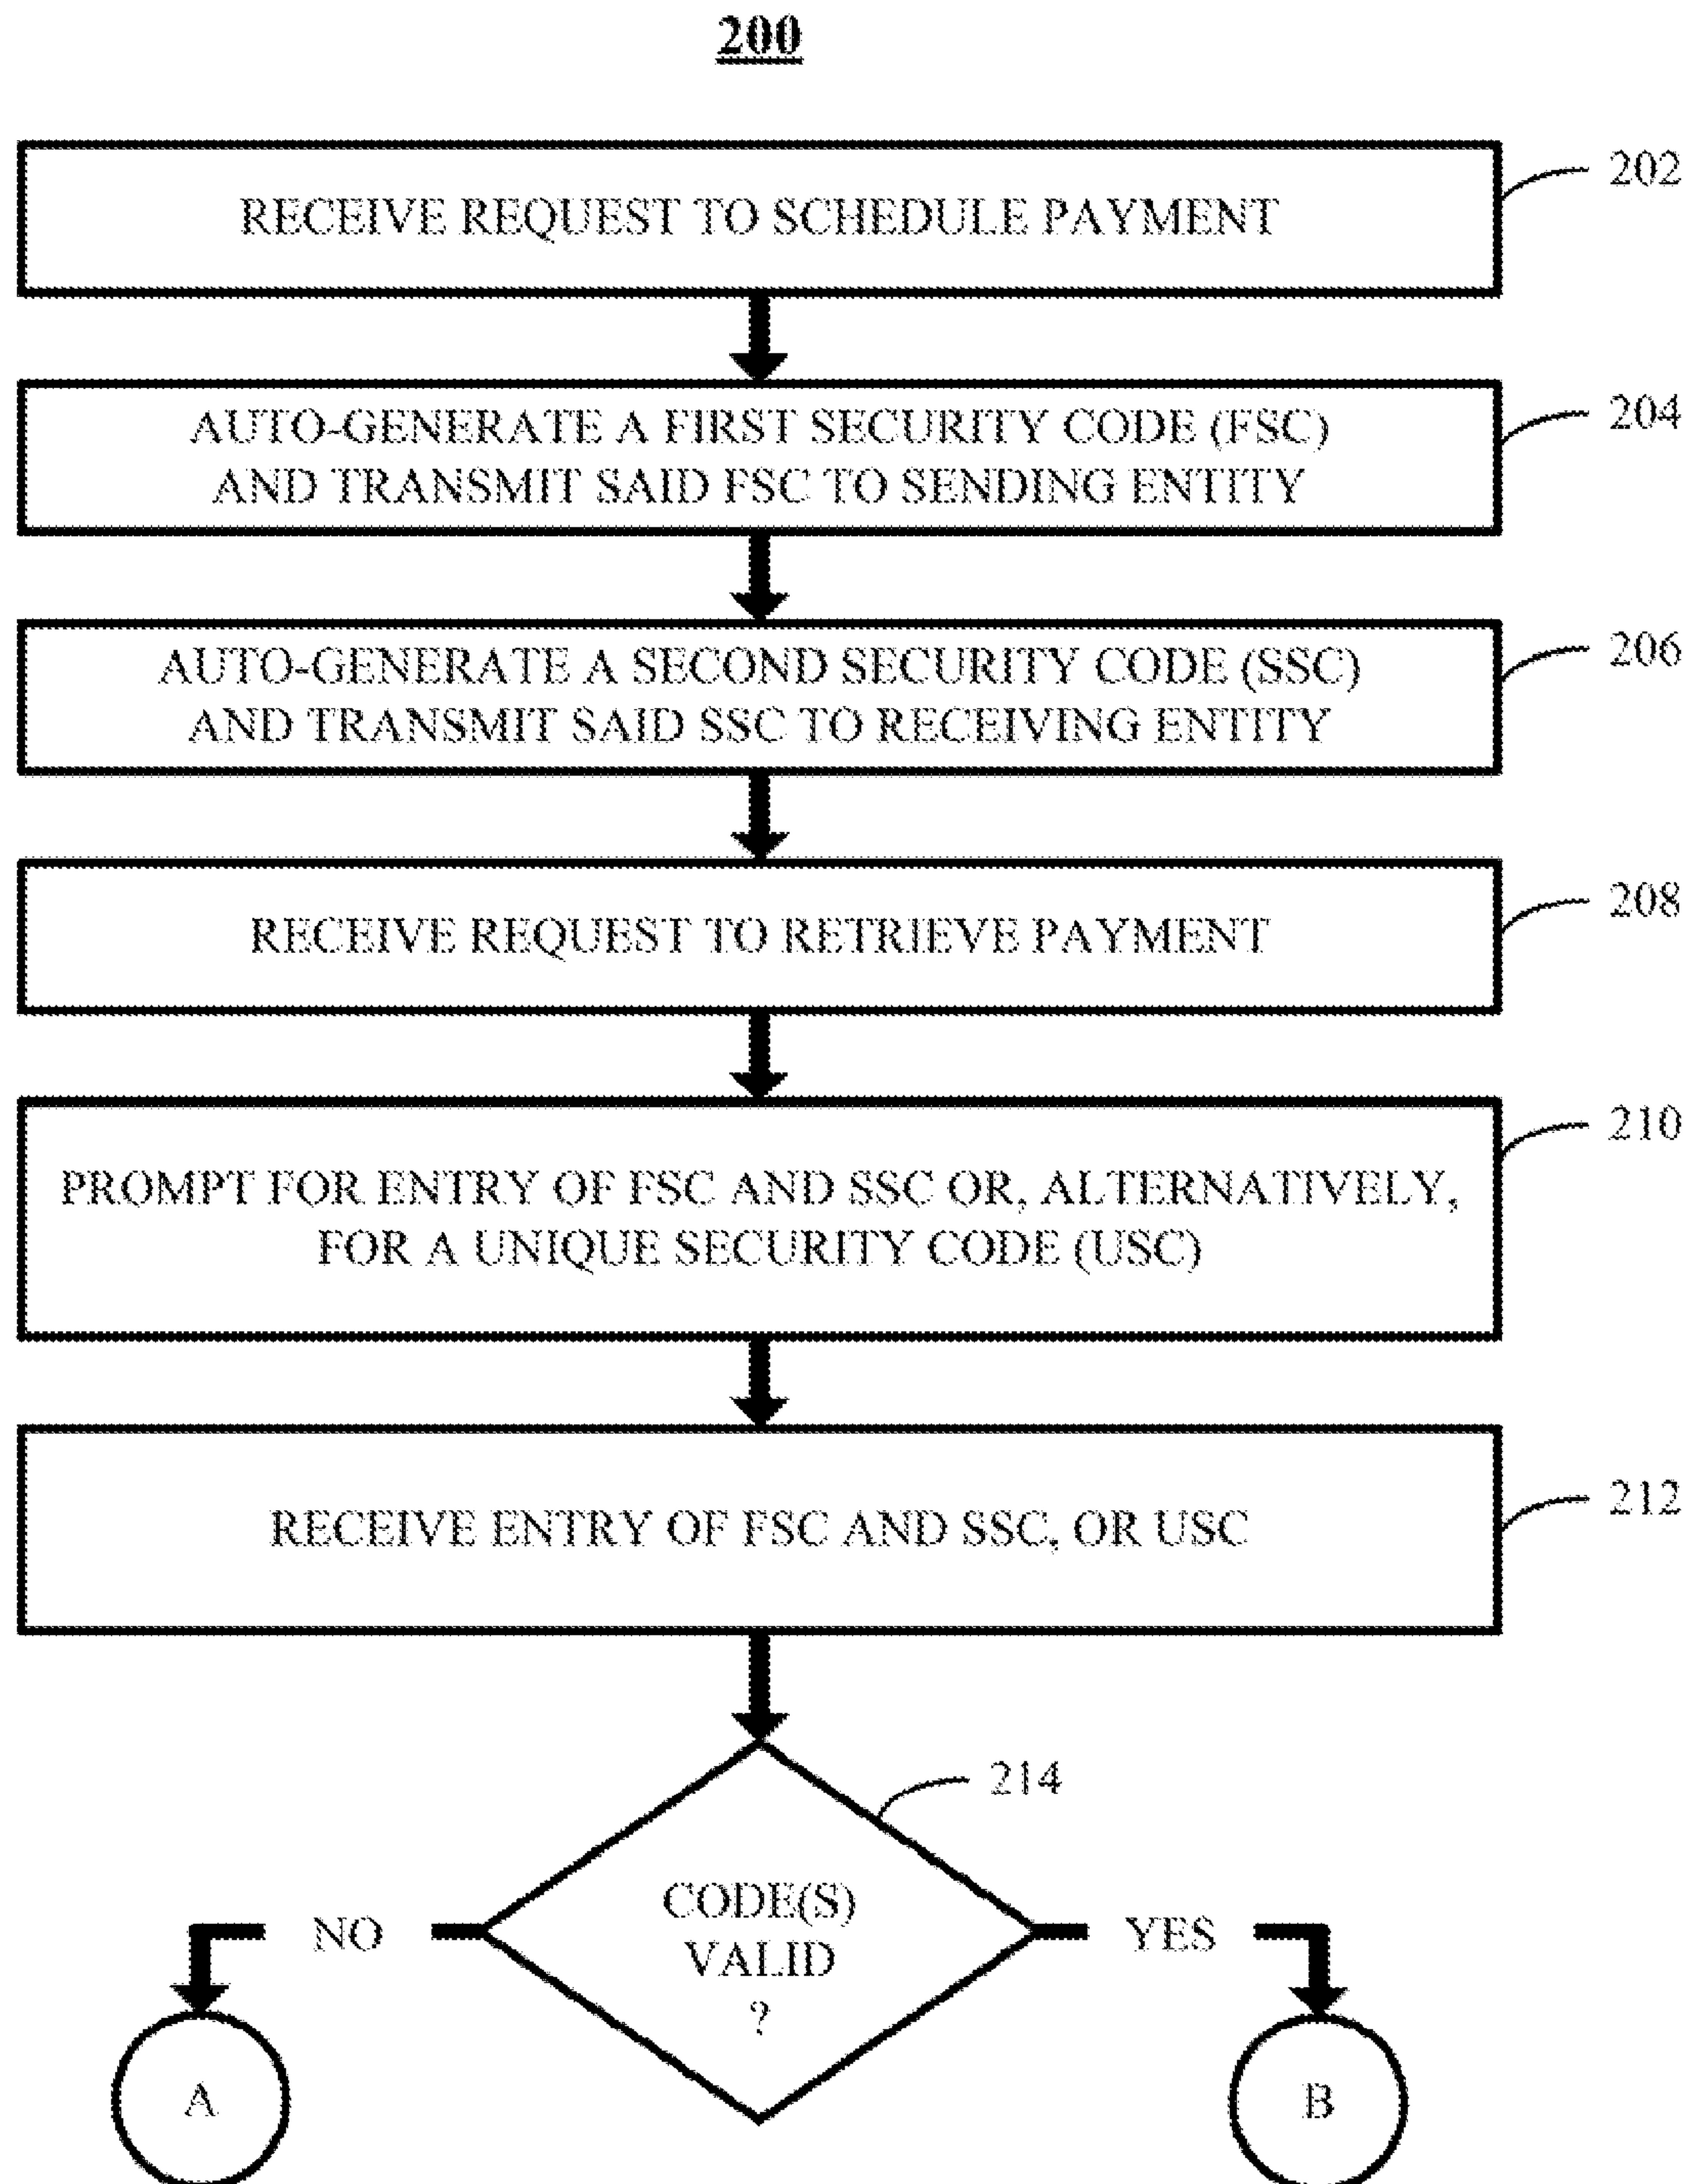 200
RECEIVE REQUEST TO SCHEDULE PAYMENT
202
AUTO-GENERATE A FIRST SECURITY CODE (FSC)
AND TRANSMIT SAID FSC TO SENDING ENTITY
204
AUTO-GENERATE A SECOND SECURITY CODE (SSC)
AND TRANSMIT SAID SSC TO RECEIVING ENTITY
206
RECEIVE REQUEST TO RETRIEVE PAYMENT
208
PROMPT FOR ENTRY OF FSC AND SSC OR, ALTERNATIVELY,
FOR A UNIQUE SECURITY CODE (USC)
210
RECEIVE ENTRY OF FSC AND SSC, OR USC
212
214
CODE(S)
VALID
?
NO
YES
A
B